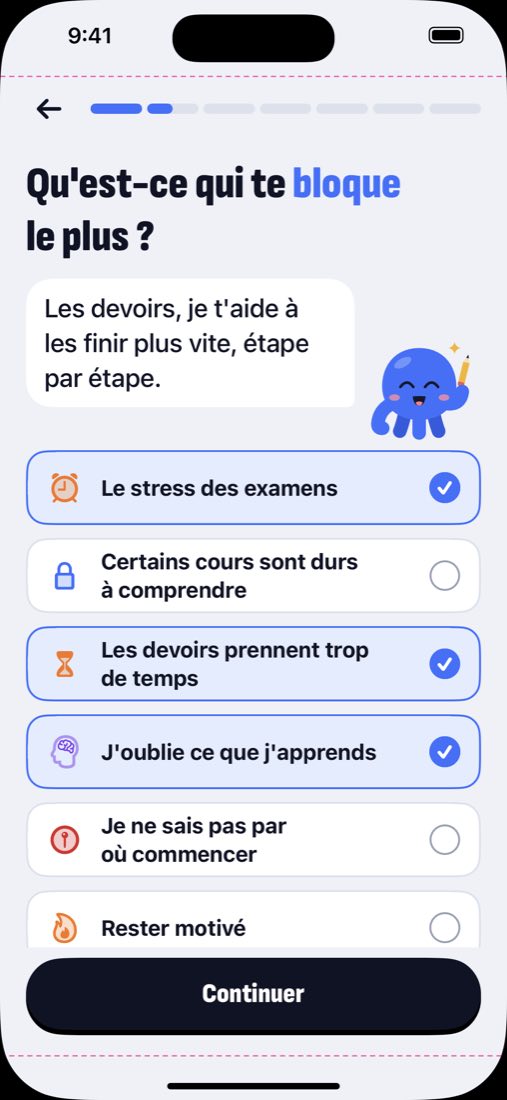 9:41
Qu'est-ce qui te bloque
le plus ?
Les devoirs, je t'aide à
les finir plus vite, étape
par étape.
Le stress des examens
Certains cours sont durs
à comprendre
Les devoirs prennent trop
de temps
J'oublie ce que j'apprends
Je ne sais pas par
où commencer
Rester motivé
Continuer